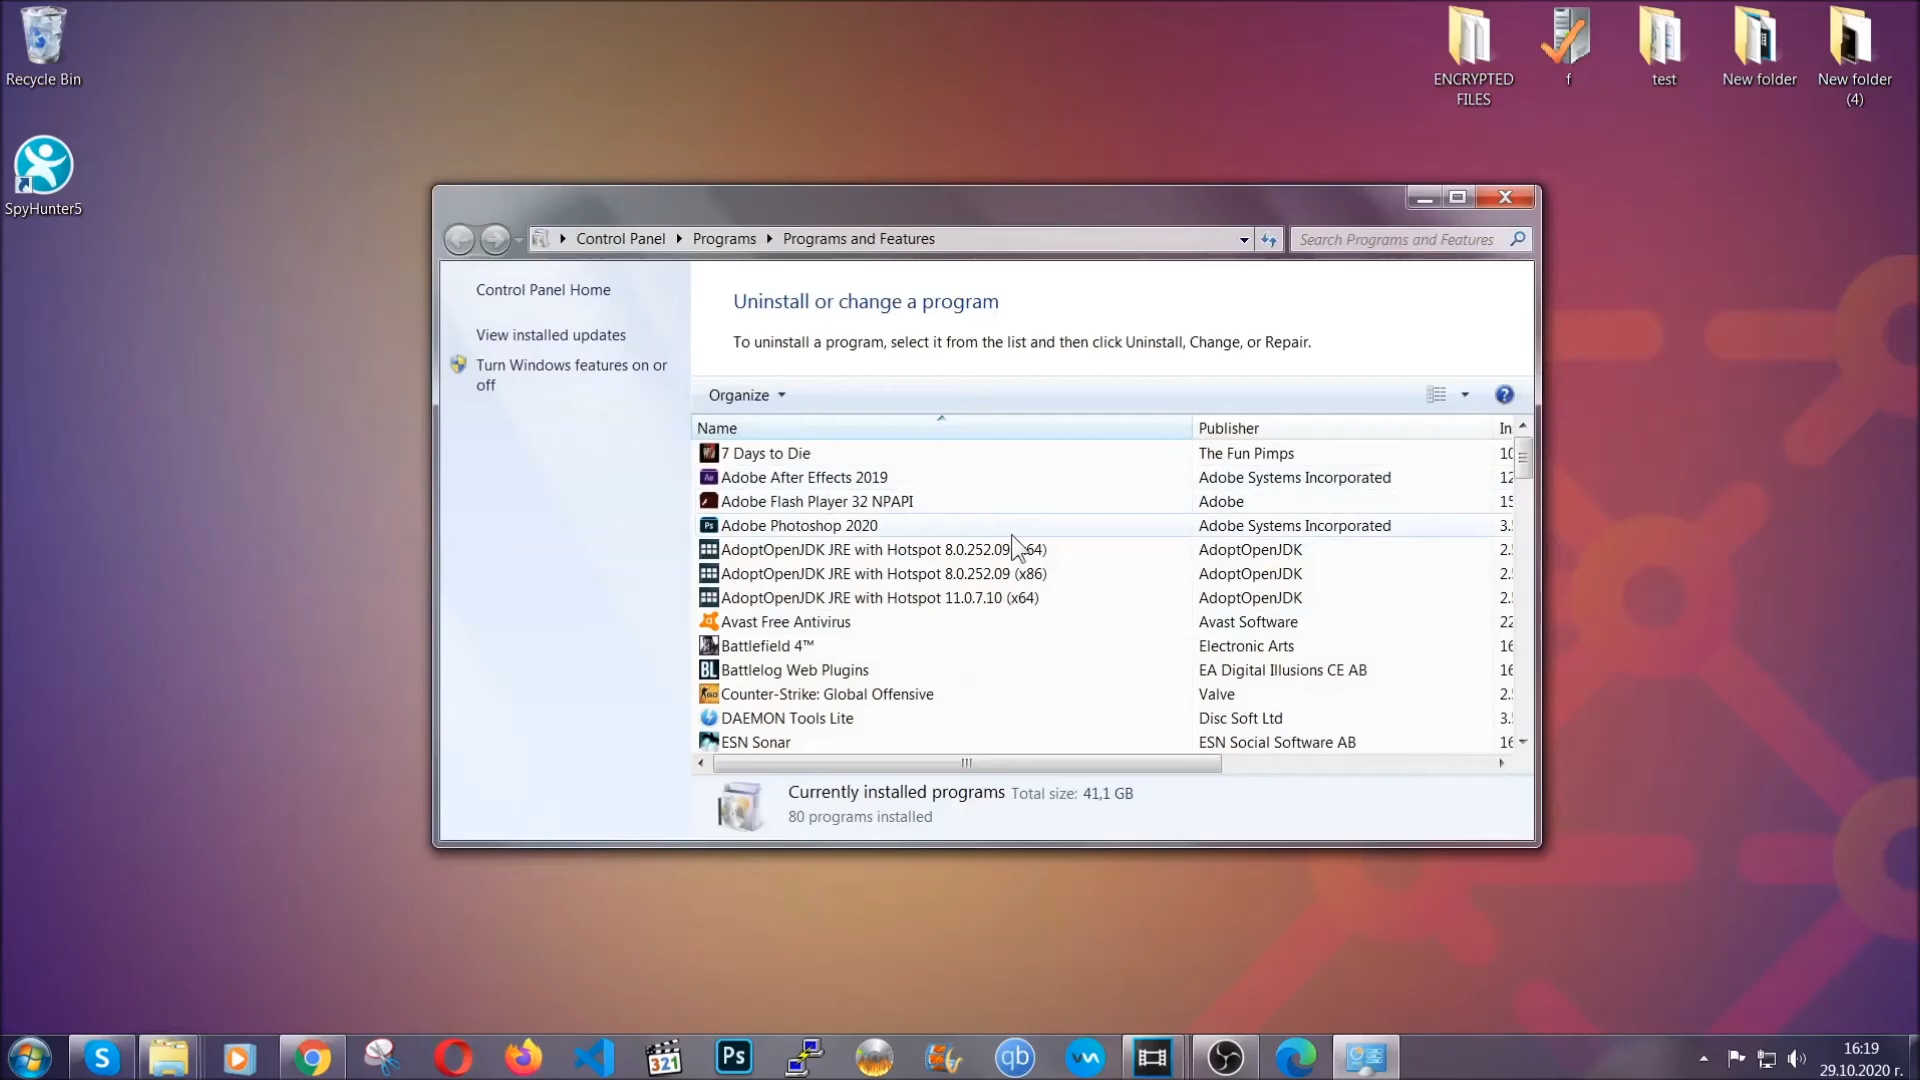 Recycle Bin
SpyHunter5
ENCRYPTED
FILES
f
test
New folder
New folder
(4)
Control Panel
Programs
Programs and Features
Search Programs and Features
Control Panel Home
View installed updates
Turn Windows features on or
off
Uninstall or change a program
To uninstall a program, select it from the list and then click Uninstall, Change, or Repair.
Organize
Name Publisher In
7 Days to Die The Fun Pimps 10
Adobe After Effects 2019 Adobe Systems Incorporated 12
Adobe Flash Player 32 NPAPI Adobe 15
Adobe Photoshop 2020 Adobe Systems Incorporated 3.
AdoptOpenJDK JRE with Hotspot 8.0.252.09 x64) AdoptOpenJDK 2.
AdoptOpenJDK JRE with Hotspot 8.0.252.09 (x86) AdoptOpenJDK 2.
AdoptOpenJDK JRE with Hotspot 11.0.7.10 (x64) AdoptOpenJDK 2.
Avast Free Antivirus Avast Software 22
Battlefield 4™ Electronic Arts 16
Battlelog Web Plugins EA Digital Illusions CE AB 16
Counter-Strike: Global Offensive Valve 2.
DAEMON Tools Lite Disc Soft Ltd 3.
ESN Sonar ESN Social Software AB 16
Currently installed programs Total size: 41,1 GB
80 programs installed
16:19
29.10.2020 г.